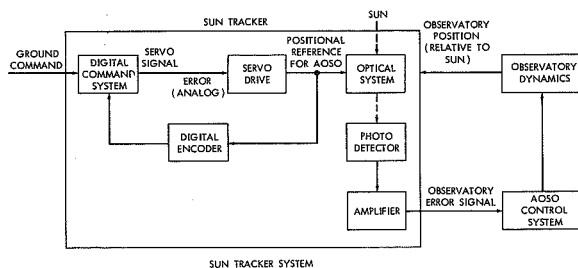 SUN TRACKER
SUN
GROUND
COMMAND
DIGITAL
COMMAND
SYSTEM
SERVO
SIGNAL
ERROR
(ANALOG)
SERVO
DRIVE
POSITIONAL
REFERENCE
FOR AOSO
OPTICAL
SYSTEM
OBSERVATORY
POSITION
(RELATIVE TO
SUN)
OBSERVATORY
DYNAMICS
DIGITAL
ENCODER
PHOTO
DETECTOR
AMPLIFIER
OBSERVATORY
ERROR SIGNAL
AOSO
CONTROL
SYSTEM
SUN TRACKER SYSTEM